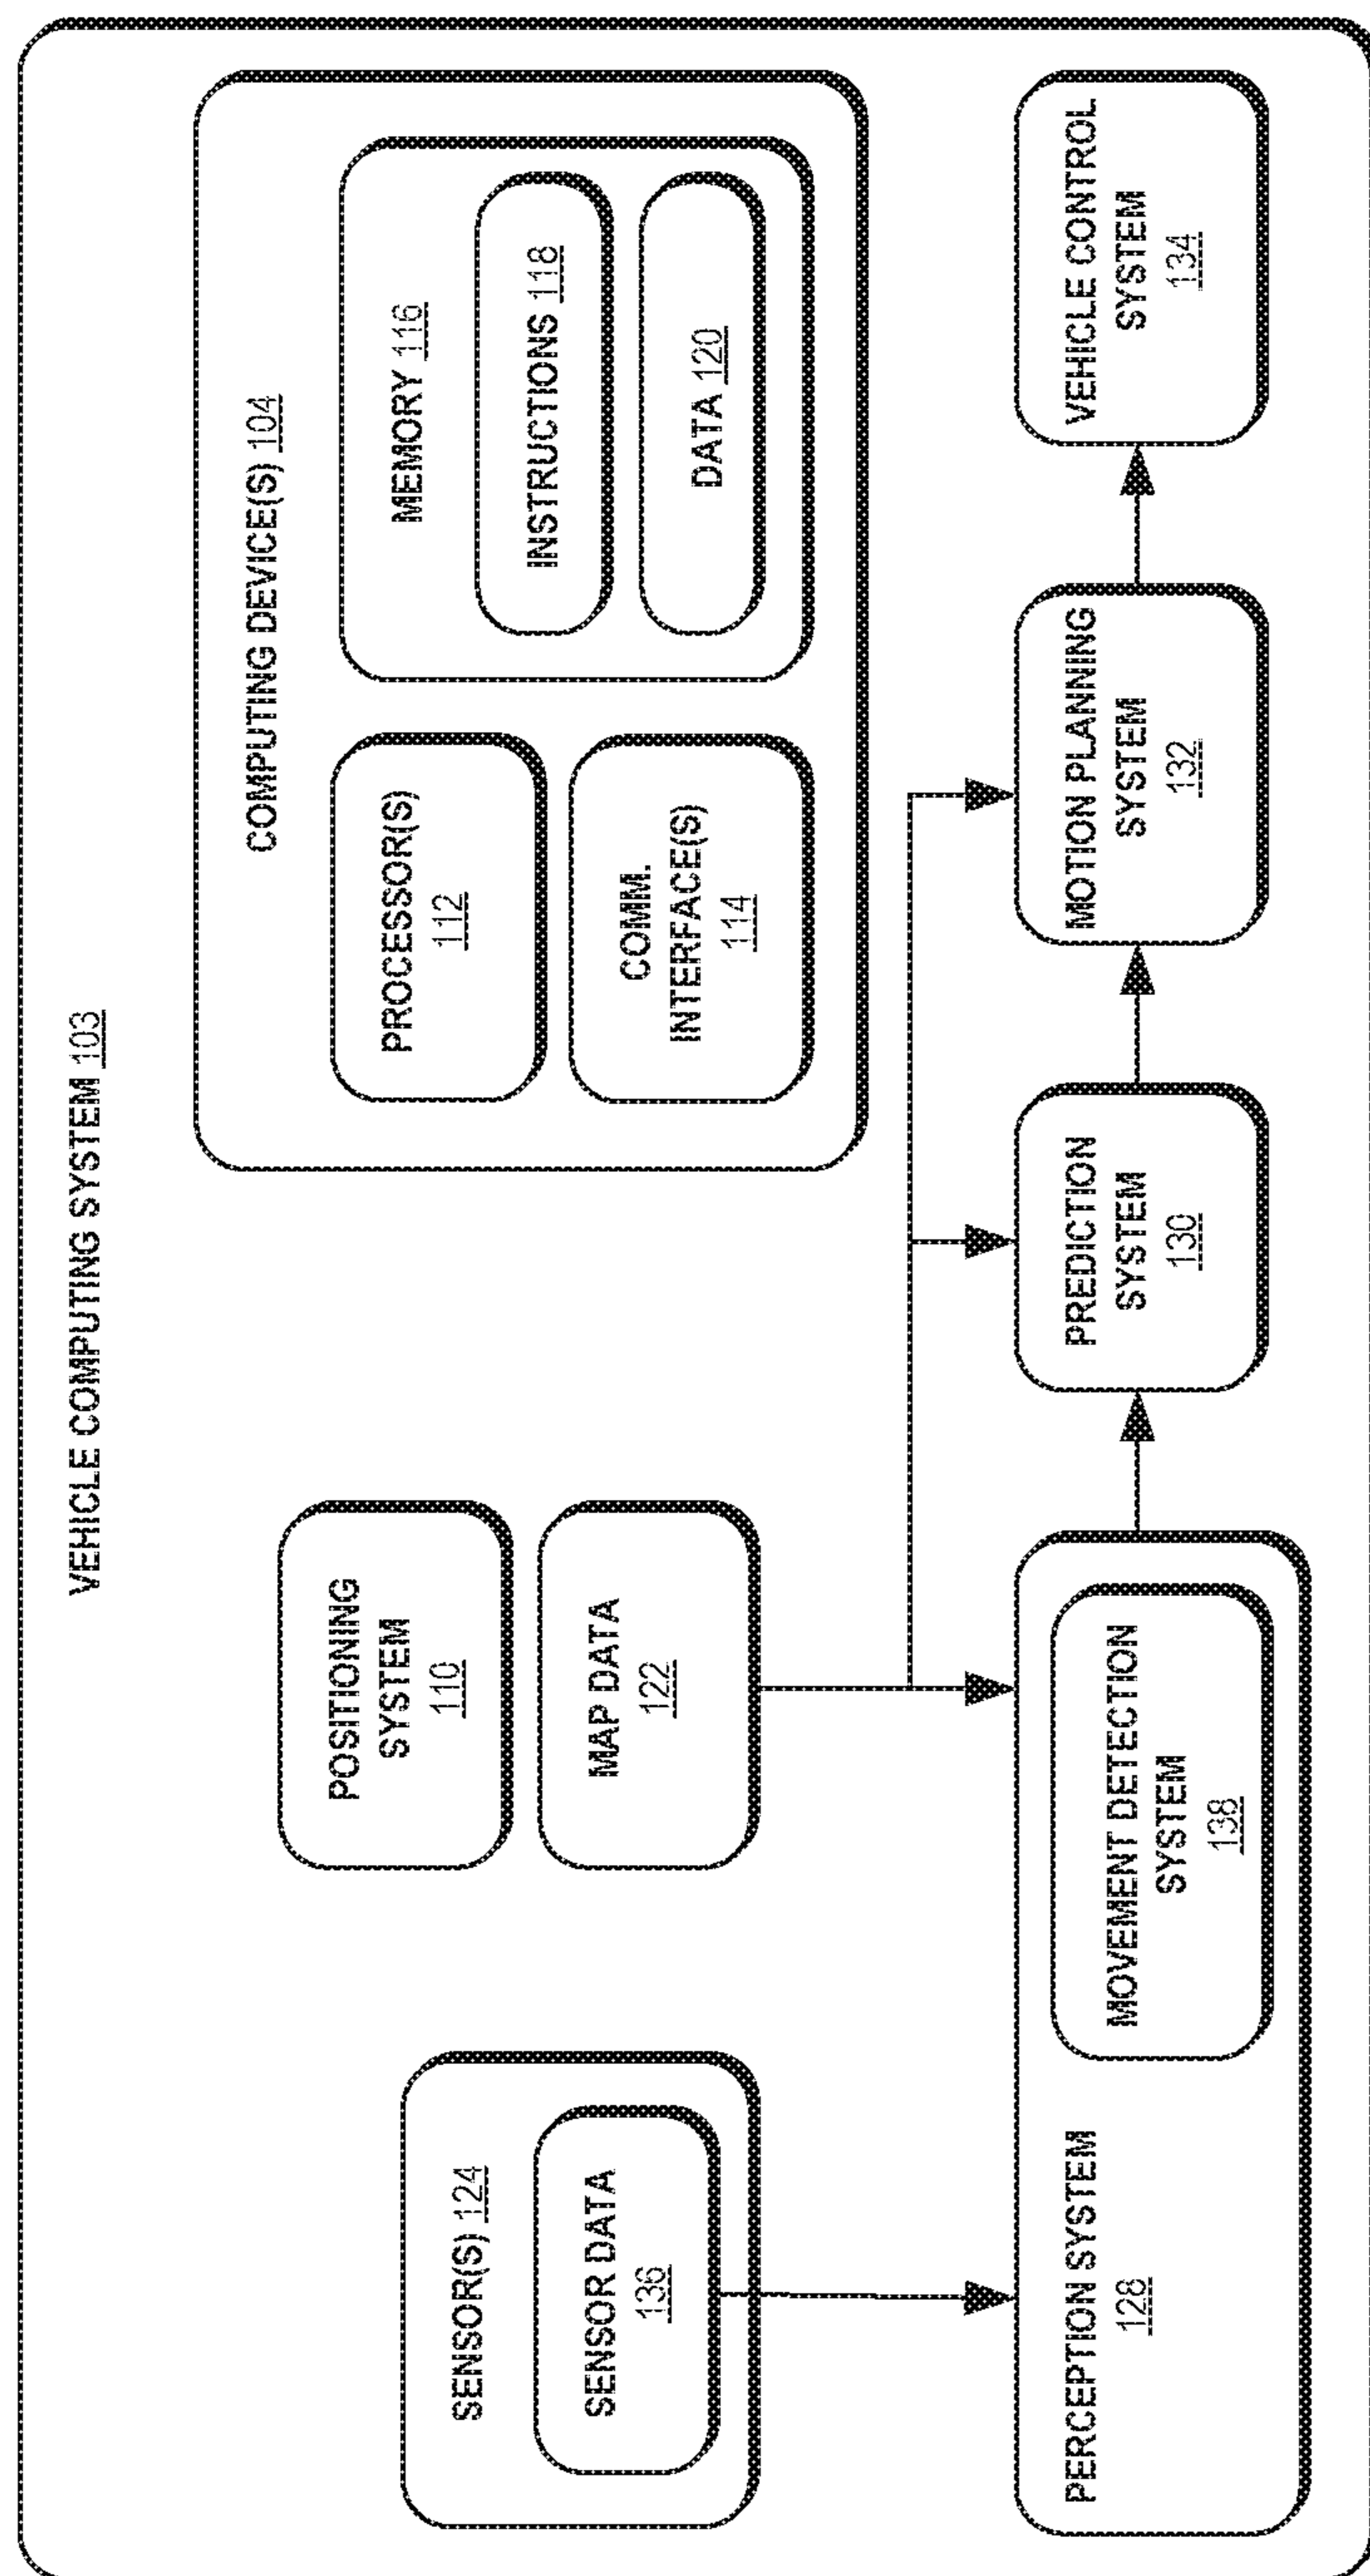 VEHICLE COMPUTING SYSTEM 103
SENSOR(S) 124
SENSOR DATA
136
POSITIONING
SYSTEM
110
MAP DATA
122
COMPUTING DEVICE(S) 104
PROCESSOR(S)
112
COMM.
INTERFACE(S)
114
MEMORY 116
INSTRUCTIONS 118
DATA 120
PERCEPTION SYSTEM
128
MOVEMENT DETECTION
SYSTEM
138
PREDICTION
SYSTEM
130
MOTION PLANNING
SYSTEM
132
VEHICLE CONTROL
SYSTEM
134